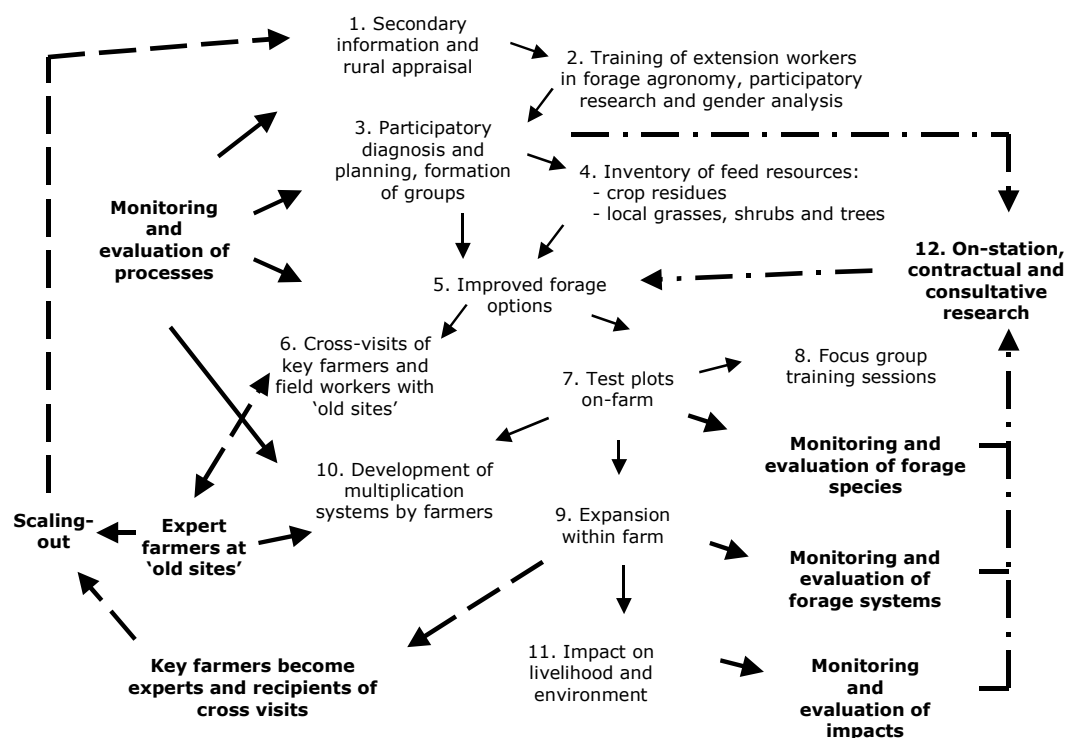 1. Secondary
information and
rural appraisal
2. Training of extension workers
in forage agronomy, participatory
research and gender analysis
3. Participatory
diagnosis and
planning, formation
of groups
4. Inventory of feed resources:
- crop residues
- local grasses, shrubs and trees
Monitoring
and
evaluation of
processes
12. On-station,
contractual and
consultative
research
5. Improved forage
options
6. Cross-visits of
key farmers and
field workers with
‘old sites’
7. Test plots
on-farm
8. Focus group
training sessions
Monitoring and
evaluation of forage
species
10. Development of
multiplication
systems by farmers
Scaling-
out
Expert
farmers at
‘old sites’
9. Expansion
within farm
Monitoring and
evaluation of
forage systems
11. Impact on
livelihood and
environment
Key farmers become
experts and recipients of
cross visits
Monitoring
and
evaluation of
impacts